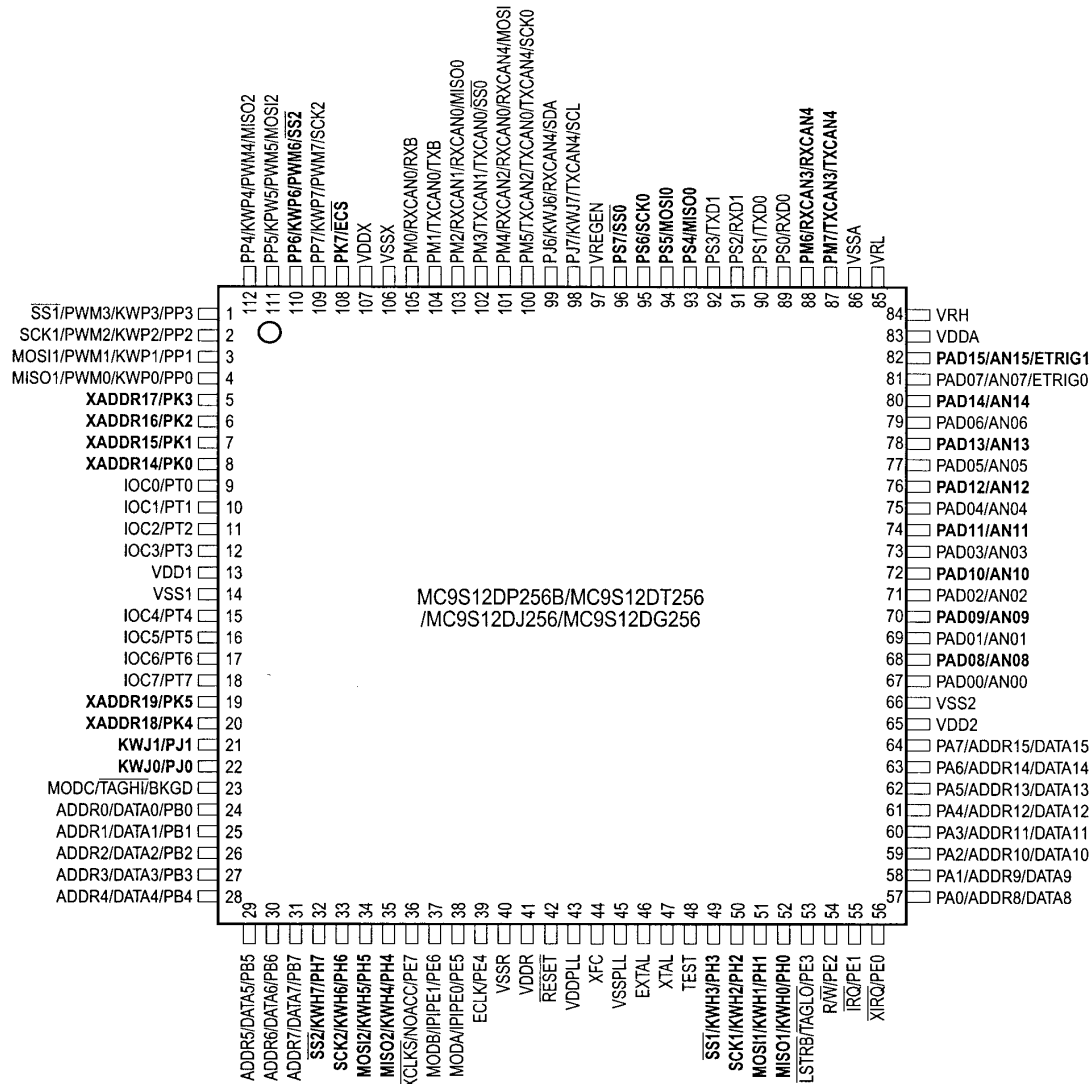 PP4/KWP4/PWM4/MISO2
PP5/KPW5/PWM5/MOSI2
PP6/KWP6/PWM6/SS2
PP7/KWP7/PWM7/SCK2
PK7/ECS
VDDX
VSSX
PM0/RXCAN0/RXB
PM1/TXCAN0/TXB
PM2/RXCAN1/RXCAN0/MISO0
PM3/TXCAN1/TXCAN0/SS0
PM4/RXCAN2/RXCAN0/RXCAN4/MOSI
PM5/TXCAN2/TXCAN0/TXCAN4/SCK0
PJ6/KWJ6/RXCAN4/SDA
PJ7/KWJ7/TXCAN4/SCL
VREGEN
PS7/SS0
PS6/SCK0
PS5/MOSI0
PS4/MISO0
PS3/TXD1
PS2/RXD1
PS1/TXD0
PS0/RXD0
PM6/RXCAN3/RXCAN4
PM7/TXCAN3/TXCAN4
VSSA
VRL
112
111
110
109
108
107
106
105
104
103
102
101
100
99
98
97
96
95
94
93
92
91
90
89
88
87
86
85
SS1/PWM3/KWP3/PP3 1
SCK1/PWM2/KWP2/PP2 2
MOSI1/PWM1/KWP1/PP1 3
MISO1/PWM0/KWP0/PP0 4
XADDR17/PK3 5
XADDR16/PK2 6
XADDR15/PK1 7
XADDR14/PK0 8
IOC0/PT0 9
IOC1/PT1 10
IOC2/PT2 11
IOC3/PT3 12
VDD1 13
VSS1 14
IOC4/PT4 15
IOC5/PT5 16
IOC6/PT6 17
IOC7/PT7 18
XADDR19/PK5 19
XADDR18/PK4 20
KWJ1/PJ1 21
KWJ0/PJ0 22
MODC/TAGHI/BKGD 23
ADDR0/DATA0/PB0 24
ADDR1/DATA1/PB1 25
ADDR2/DATA2/PB2 26
ADDR3/DATA3/PB3 27
ADDR4/DATA4/PB4 28
MC9S12DP256B/MC9S12DT256
/MC9S12DJ256/MC9S12DG256
84 VRH
83 VDDA
82 PAD15/AN15/ETRIG1
81 PAD07/AN07/ETRIG0
80 PAD14/AN14
79 PAD06/AN06
78 PAD13/AN13
77 PAD05/AN05
76 PAD12/AN12
75 PAD04/AN04
74 PAD11/AN11
73 PAD03/AN03
72 PAD10/AN10
71 PAD02/AN02
70 PAD09/AN09
69 PAD01/AN01
68 PAD08/AN08
67 PAD00/AN00
66 VSS2
65 VDD2
64 PA7/ADDR15/DATA15
63 PA6/ADDR14/DATA14
62 PA5/ADDR13/DATA13
61 PA4/ADDR12/DATA12
60 PA3/ADDR11/DATA11
59 PA2/ADDR10/DATA10
58 PA1/ADDR9/DATA9
57 PA0/ADDR8/DATA8
29
30
31
32
33
34
35
36
37
38
39
40
41
42
43
44
45
46
47
48
49
50
51
52
53
54
55
56
ADDR5/DATA5/PB5
ADDR6/DATA6/PB6
ADDR7/DATA7/PB7
SS2/KWH7/PH7
SCK2/KWH6/PH6
MOSI2/KWH5/PH5
MISO2/KWH4/PH4
XCLKS/NOACC/PE7
MODB/IPIPE1/PE6
MODA/IPIPE0/PE5
ECLK/PE4
VSSR
VDDR
RESET
VDDPLL
XFC
VSSPLL
EXTAL
XTAL
TEST
SS1/KWH3/PH3
SCK1/KWH2/PH2
MOSI1/KWH1/PH1
MISO1/KWH0/PH0
LSTRB/TAGLO/PE3
R/W/PE2
IRQ/PE1
XIRQ/PE0